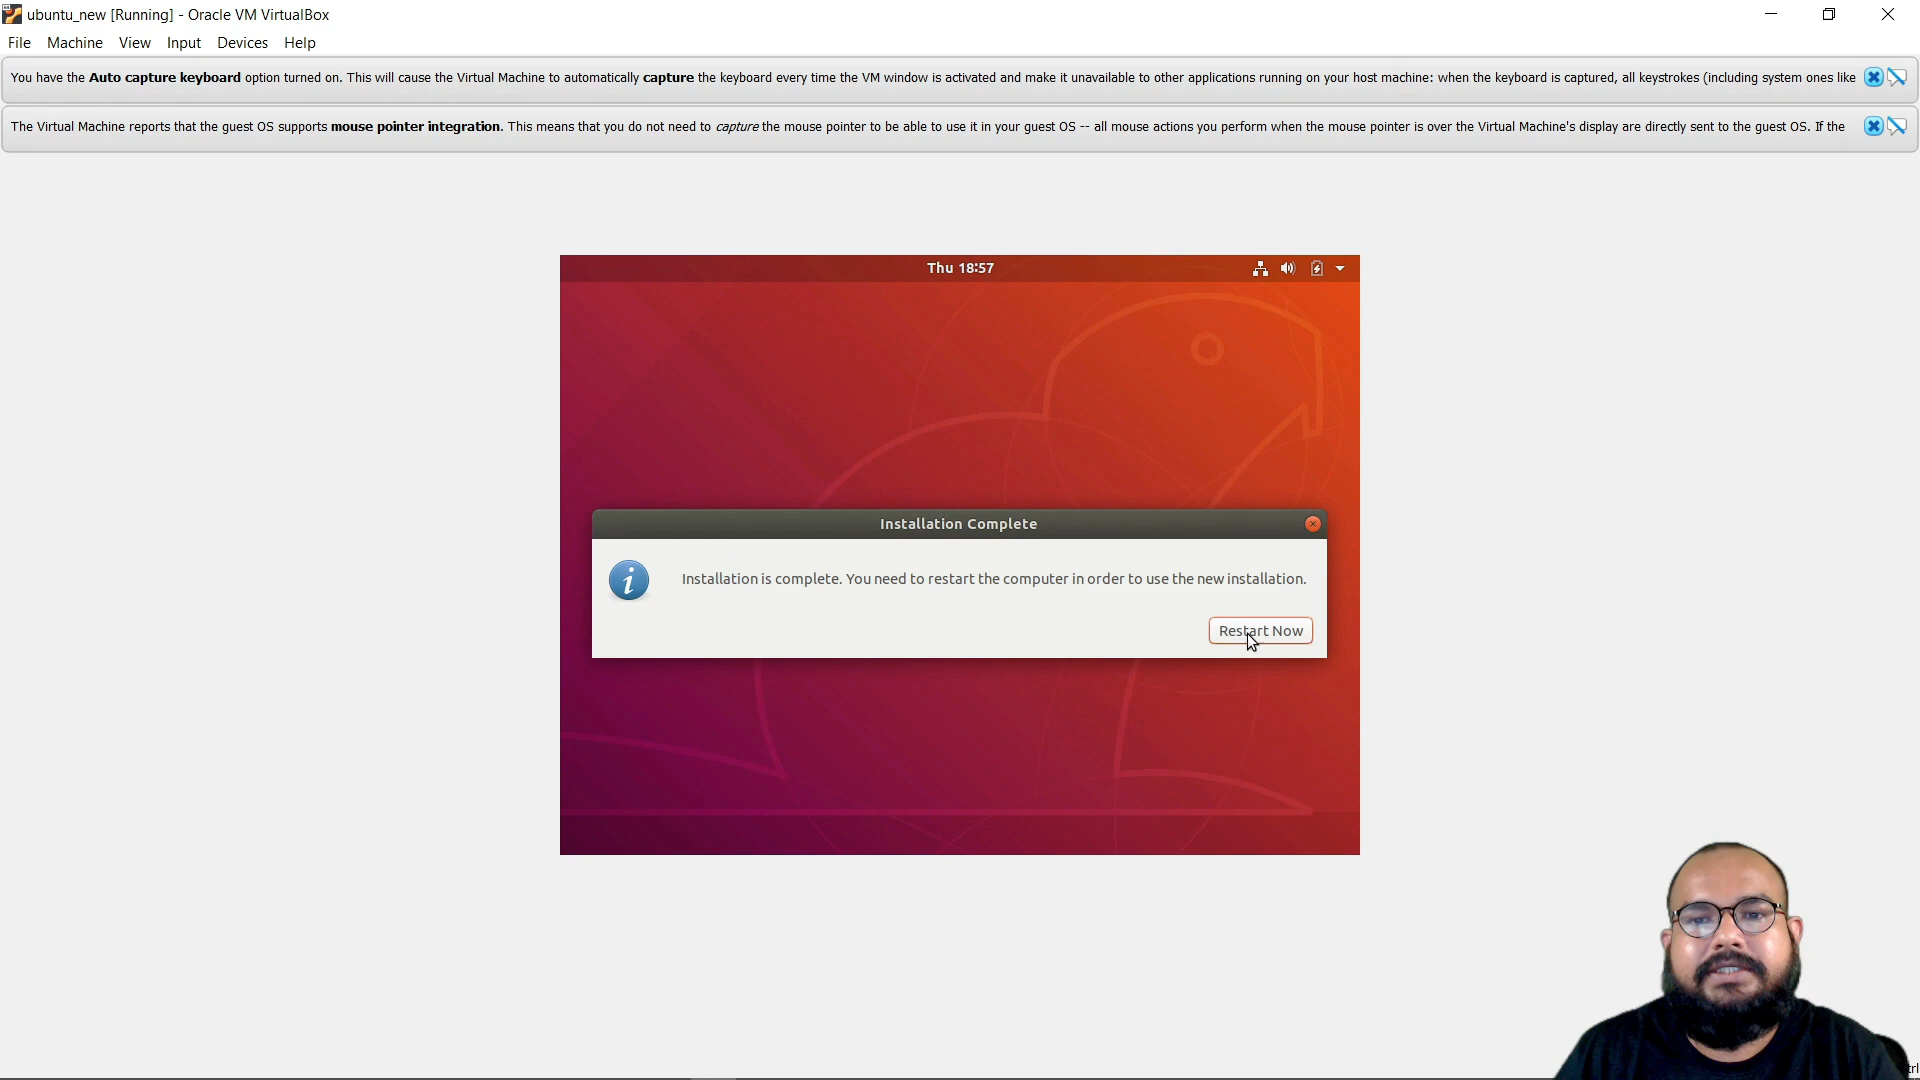 ubuntu_new [Running] - Oracle VM VirtualBox
File Machine View Input Devices Help
You have the Auto capture keyboard option turned on. This will cause the Virtual Machine to automatically capture the keyboard every time the VM window is activated and make it unavailable to other applications running on your host machine: when the keyboard is captured, all keystrokes (including system ones like
The Virtual Machine reports that the guest OS supports mouse pointer integration. This means that you do not need to capture the mouse pointer to be able to use it in your guest OS -- all mouse actions you perform when the mouse pointer is over the Virtual Machine's display are directly sent to the guest OS. If the
Thu 18:57
Installation Complete
Installation is complete. You need to restart the computer in order to use the new installation.
Restart Now